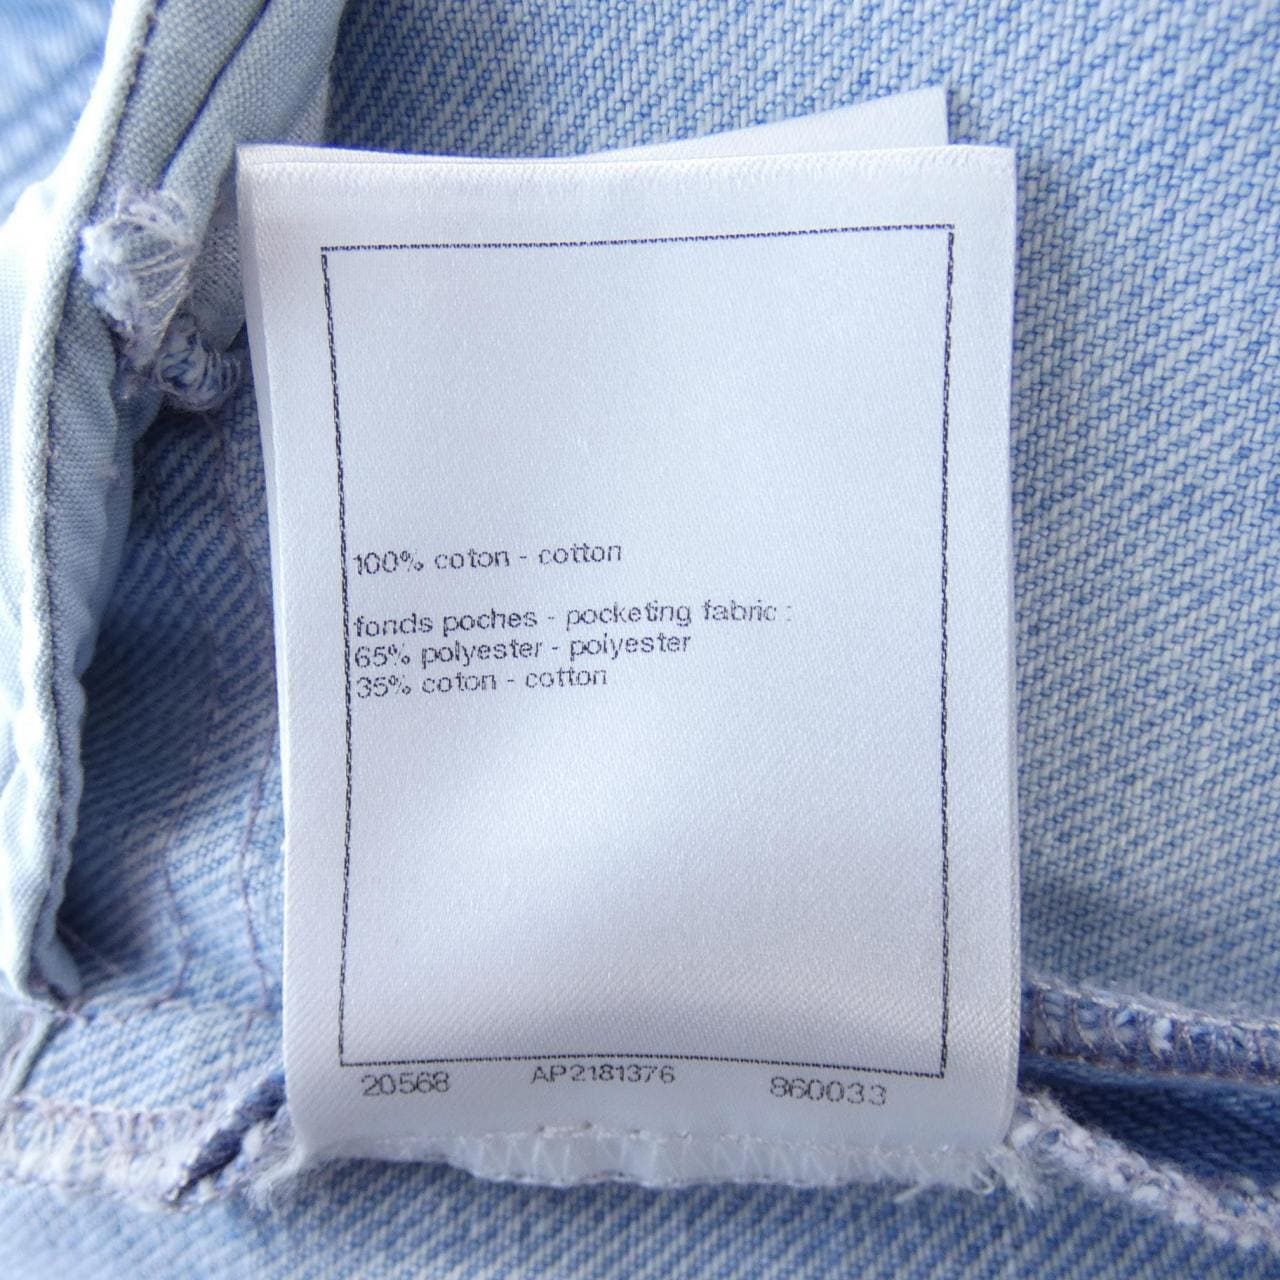 100% coton - cotton
fonds poches - pocketing fabric :
65% polyester - polyester
35% coton - cotton
20568 AP2181376 860033